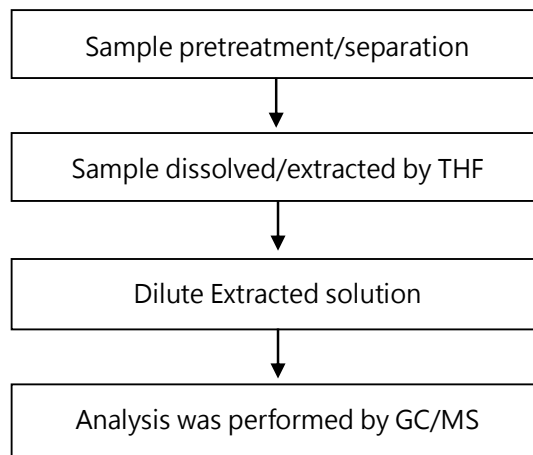 Sample pretreatment/separation
Sample dissolved/extracted by THF
Dilute Extracted solution
Analysis was performed by GC/MS